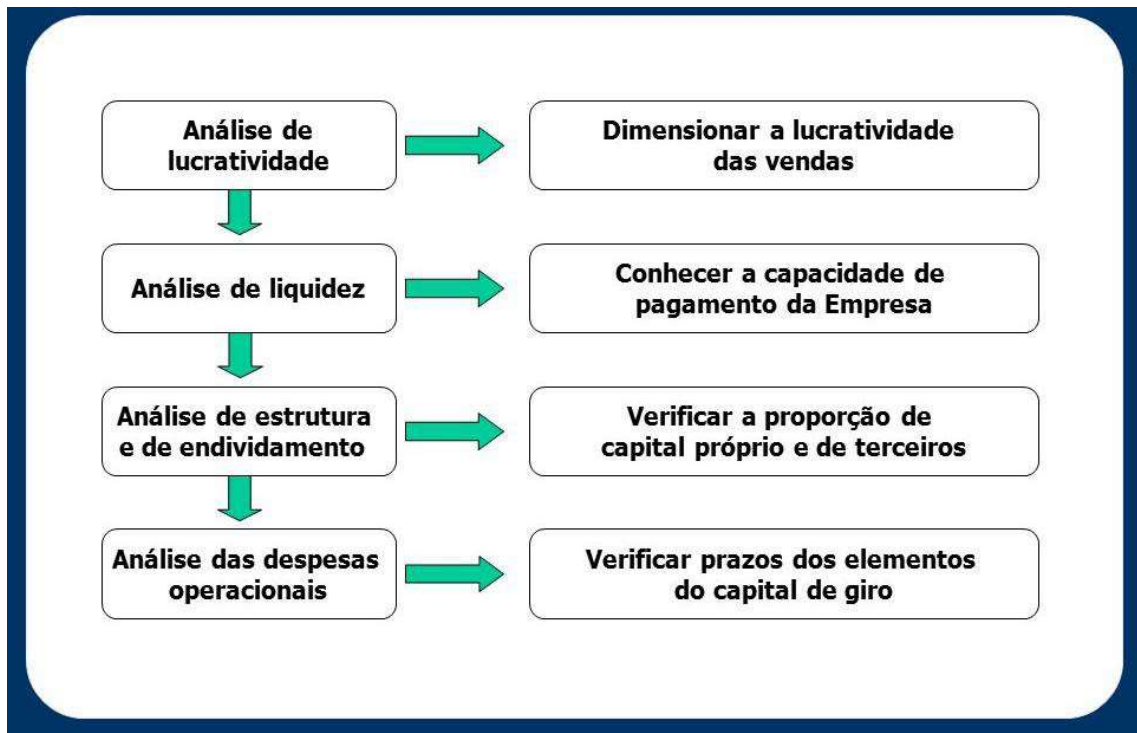 Análise de
lucratividade
Dimensionar a lucratividade
das vendas
Análise de liquidez
Conhecer a capacidade de
pagamento da Empresa
Análise de estrutura
e de endividamento
Verificar a proporção de
capital próprio e de terceiros
Análise das despesas
operacionais
Verificar prazos dos elementos
do capital de giro